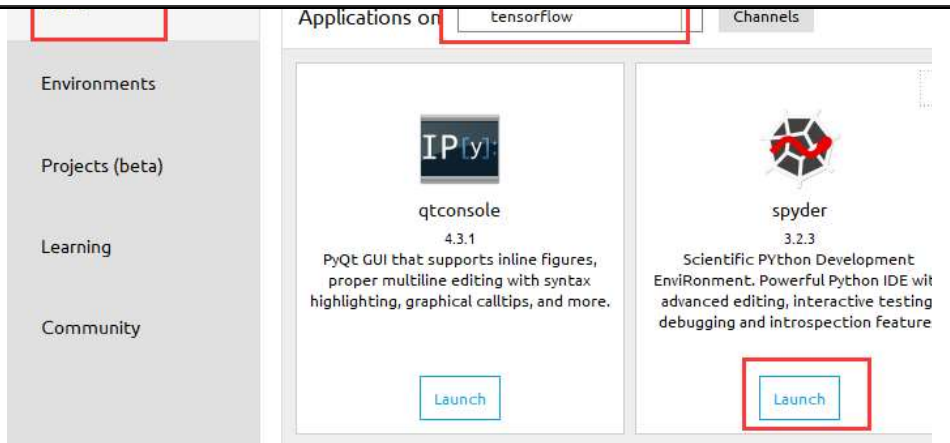 Applications on tensorflow Channels
Environments
Projects (beta)
Learning
Community
IP[y]:
qtconsole
4.3.1
PyQt GUI that supports inline figures,
proper multiline editing with syntax
highlighting, graphical calltips, and more.
Launch
spyder
3.2.3
Scientific PYthon Development
EnviRonment. Powerful Python IDE wit
advanced editing, interactive testing
debugging and introspection feature
Launch